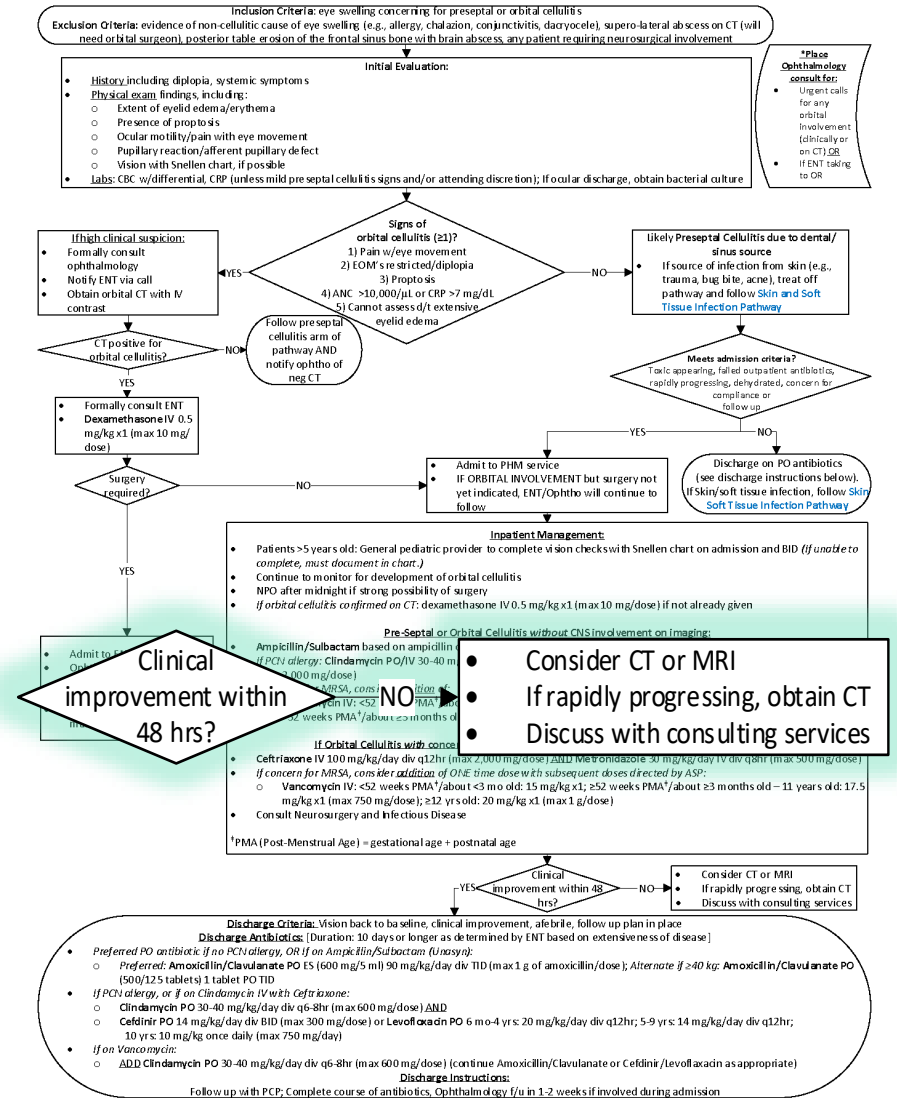 Inclusion Criteria: eye swelling concerning for preseptal or orbital cellulitis
Exclusion Criteria: evidence of non-cellulitic cause of eye swelling (e.g., allergy, chalazion, conjunctivitis, dacryocele), supero-lateral abscess on CT (will
need orbital surgeon), posterior table erosion of the frontal sinus bone with brain abscess, any patient requiring neurosurgical involvement
Initial Evaluation:
• History including diplopia, systemic symptoms
• Physical exam findings, including:
o Extent of eyelid edema/erythema
o Presence of proptosis
o Ocular motility/pain with eye movement
o Pupillary reaction/afferent pupillary defect
o Vision with Snellen chart, if possible
• Labs: CBC w/differential, CRP (unless mild preseptal cellulitis signs and/or attending discretion); If ocular discharge, obtain bacterial culture
*Place
Ophthalmology
consult for:
• Urgent calls
for any
orbital
involvement
(clinically or
on CT) OR
• If ENT taking
to OR
Signs of
orbital cellulitis (≥1)?
1) Pain w/eye movement
2) EOM's restricted/diplopia
3) Proptosis
4) ANC >10,000/µL or CRP >7 mg/dL
5) Cannot assess d/t extensive
eyelid edema
YES
NO
If high clinical suspicion:
• Formally consult
ophthalmology
• Notify ENT via call
• Obtain orbital CT with IV
contrast
Likely Preseptal Cellulitis due to dental/
sinus source
• If source of infection from skin (e.g.,
trauma, bug bite, acne), treat off
pathway and follow Skin and Soft
Tissue Infection Pathway
CT positive for
orbital cellulitis?
NO
Follow preseptal
cellulitis arm of
pathway AND
notify ophtho of
neg CT
YES
Meets admission criteria?
Toxic appearing, failed outpatient antibiotics,
rapidly progressing, dehydrated, concern for
compliance or
follow up
• Formally consult ENT
• Dexamethasone IV 0.5
mg/kg x1 (max 10 mg/
dose)
YES
NO
Surgery
required?
NO
• Admit to PHM service
• IF ORBITAL INVOLVEMENT but surgery not
yet indicated, ENT/Ophtho will continue to
follow
Discharge on PO antibiotics
(see discharge instructions below).
If Skin/soft tissue infection, follow Skin
Soft Tissue Infection Pathway
YES
Inpatient Management:
• Patients >5 years old: General pediatric provider to complete vision checks with Snellen chart on admission and BID (If unable to
complete, must document in chart.)
• Continue to monitor for development of orbital cellulitis
• NPO after midnight if strong possibility of surgery
• If orbital cellulitis confirmed on CT: dexamethasone IV 0.5 mg/kg x1 (max 10 mg/dose) if not already given
Pre-Septal or Orbital Cellulitis without CNS involvement on imaging:
• Ampicillin/Sulbactam based on ampicillin
If PCN allergy: Clindamycin PO/IV 30-40 mg
000 mg/dose)
MRSA, consider addition of
<52 weeks PMA†/
52 weeks PMA†/about ≥3 months old
• Admit to
Clinical
improvement within
48 hrs?
NO
• Consider CT or MRI
• If rapidly progressing, obtain CT
• Discuss with consulting services
If Orbital Cellulitis with concer
• Ceftriaxone IV 100 mg/kg/day div q12hr (max 2,000 mg/dose) AND Metronidazole 30 mg/kg/day IV div q8hr (max 500 mg/dose)
• If concern for MRSA, consider addition of ONE time dose with subsequent doses directed by ASP:
o Vancomycin IV: <52 weeks PMA†/about <3 mo old: 15 mg/kg x1; ≥52 weeks PMA†/about ≥3 months old – 11 years old: 17.5
mg/kg x1 (max 750 mg/dose); ≥12 yrs old: 20 mg/kg x1 (max 1 g/dose)
• Consult Neurosurgery and Infectious Disease
†PMA (Post-Menstrual Age) = gestational age + postnatal age
YES
Clinical
improvement within 48
hrs?
NO
• Consider CT or MRI
• If rapidly progressing, obtain CT
• Discuss with consulting services
Discharge Criteria: Vision back to baseline, clinical improvement, afebrile, follow up plan in place
Discharge Antibiotics: [Duration: 10 days or longer as determined by ENT based on extensiveness of disease]
• Preferred PO antibiotic if no PCN allergy, OR if on Ampicillin/Sulbactam (Unasyn):
o Preferred: Amoxicillin/Clavulanate PO ES (600 mg/5 ml) 90 mg/kg/day div TID (max 1 g of amoxicillin/dose); Alternate if ≥40 kg: Amoxicillin/Clavulanate PO
(500/125 tablets) 1 tablet PO TID
• If PCN allergy, or if on Clindamycin IV with Ceftriaxone:
o Clindamycin PO 30-40 mg/kg/day div q6-8hr (max 600 mg/dose) AND
o Cefdinir PO 14 mg/kg/day div BID (max 300 mg/dose) or Levofloxacin PO 6 mo-4 yrs: 20 mg/kg/day div q12hr; 5-9 yrs: 14 mg/kg/day div q12hr;
10 yrs: 10 mg/kg once daily (max 750 mg/day)
• If on Vancomycin:
o ADD Clindamycin PO 30-40 mg/kg/day div q6-8hr (max 600 mg/dose) (continue Amoxicillin/Clavulanate or Cefdinir/Levofloxacin as appropriate)
Discharge Instructions:
Follow up with PCP; Complete course of antibiotics, Ophthalmology f/u in 1-2 weeks if involved during admission